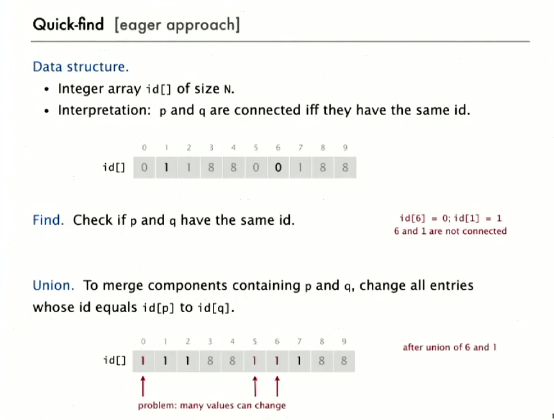 Quick-find [eager approach]
Data structure.
• Integer array id[] of size N.
• Interpretation: p and q are connected iff they have the same id.
0 1 2 3 4 5 6 7 8 9
id[] 0 1 1 8 8 0 0 1 8 8
Find. Check if p and q have the same id.
id[6] = 0; id[1] = 1
6 and 1 are not connected
Union. To merge components containing p and q, change all entries
whose id equals id[p] to id[q].
0 1 2 3 4 5 6 7 8 9
id[] 1 1 1 8 8 1 1 1 8 8
after union of 6 and 1
problem: many values can change